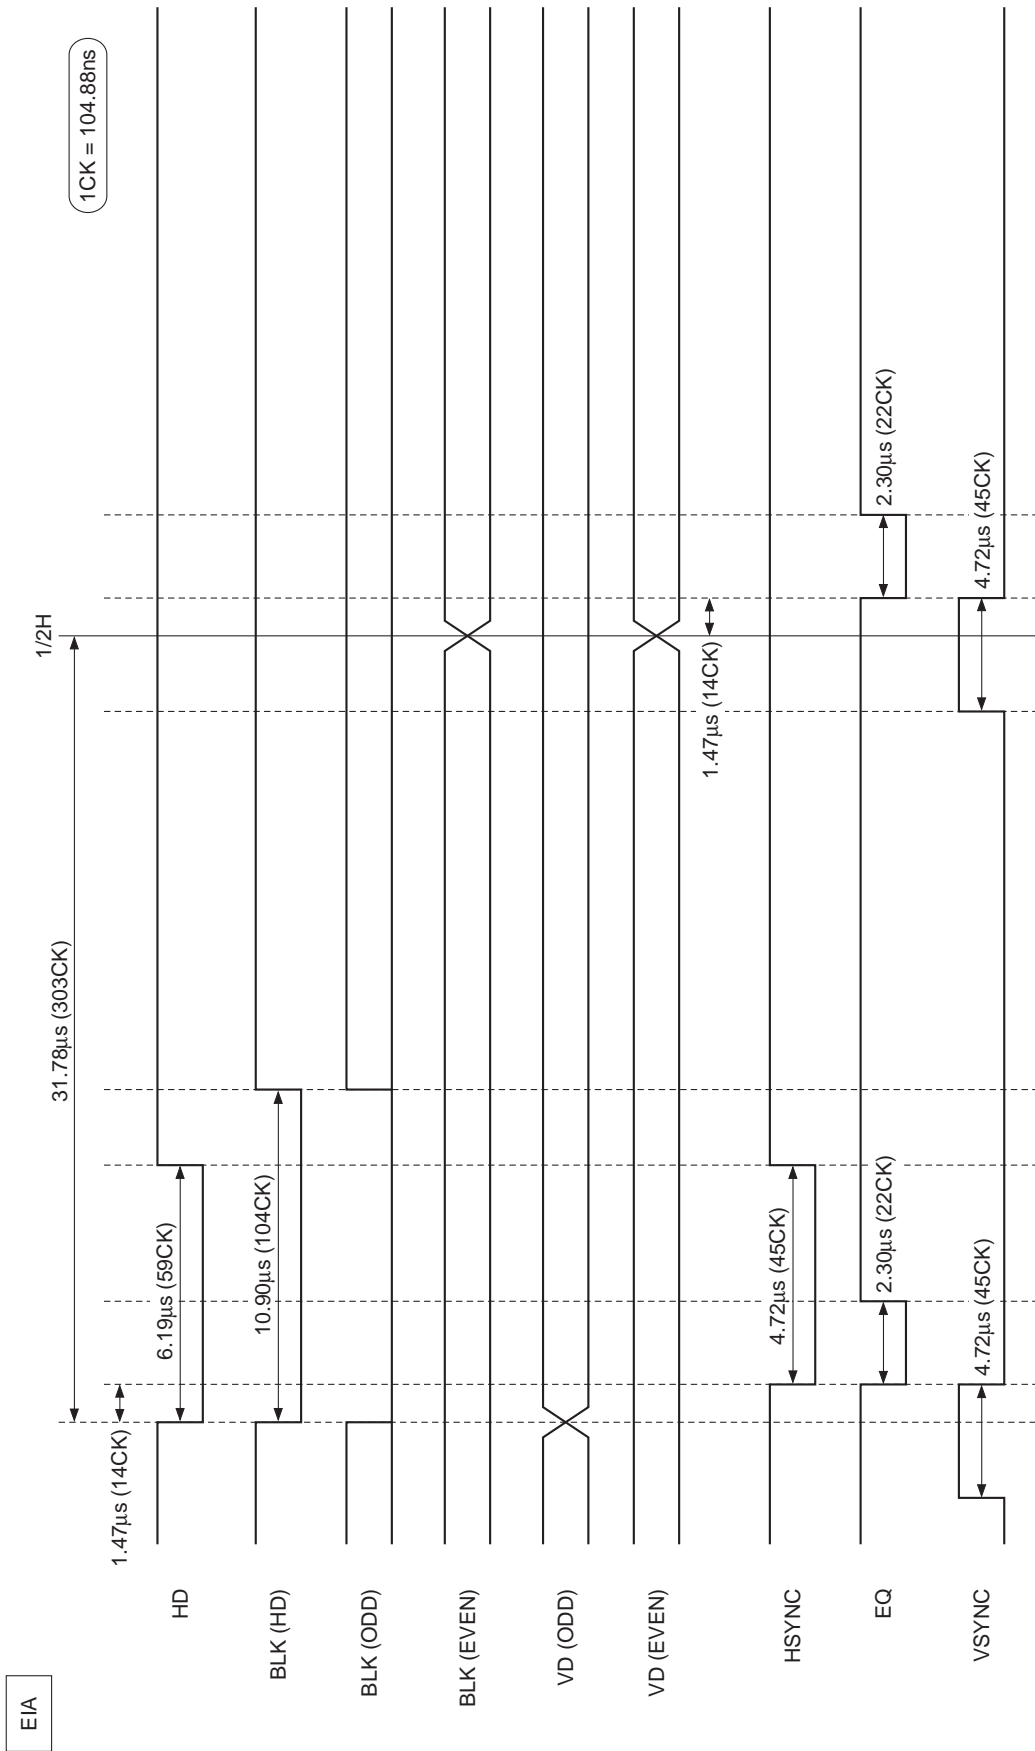 EIA
1CK = 104.88ns
31.78µs (303CK)
1/2H
1.47µs (14CK)
HD
6.19µs (59CK)
BLK (HD)
10.90µs (104CK)
BLK (ODD)
BLK (EVEN)
VD (ODD)
VD (EVEN)
1.47µs (14CK)
HSYNC
4.72µs (45CK)
EQ
2.30µs (22CK)
2.30µs (22CK)
VSYNC
4.72µs (45CK)
4.72µs (45CK)